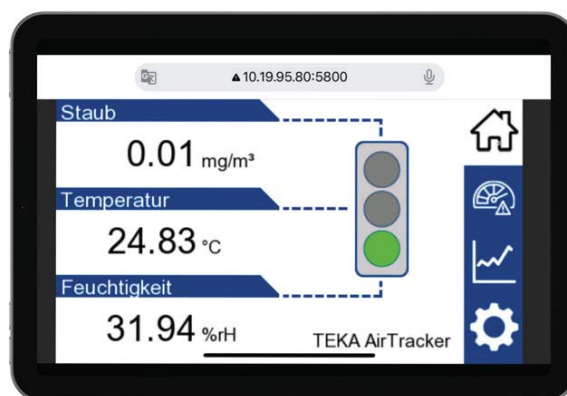 10.19.95.80:5800
Staub
0.01 mg/m³
Temperatur
24.83 °C
Feuchtigkeit
31.94 %rH
TEKA AirTracker